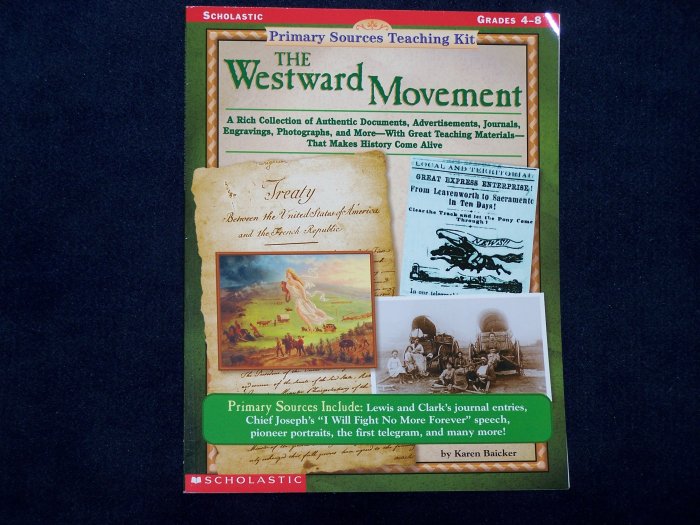 SCHOLASTIC
GRADES 4–8
Primary Sources Teaching Kit
THE
WESTWARD MOVEMENT
A Rich Collection of Authentic Documents, Advertisements, Journals,
Engravings, Photographs, and More—With Great Teaching Materials—
That Makes History Come Alive
Treaty
Between the United States of America
and the French Republic
LOCAL AND TERRITORIAL
GREAT EXPRESS ENTERPRISE!
From Leavenworth to Sacramento
in Ten Days!
Clear the Track and let the Pony Come
Through!
Primary Sources Include: Lewis and Clark's journal entries,
Chief Joseph's "I Will Fight No More Forever" speech,
pioneer portraits, the first telegram, and many more!
by Karen Baicker
SCHOLASTIC